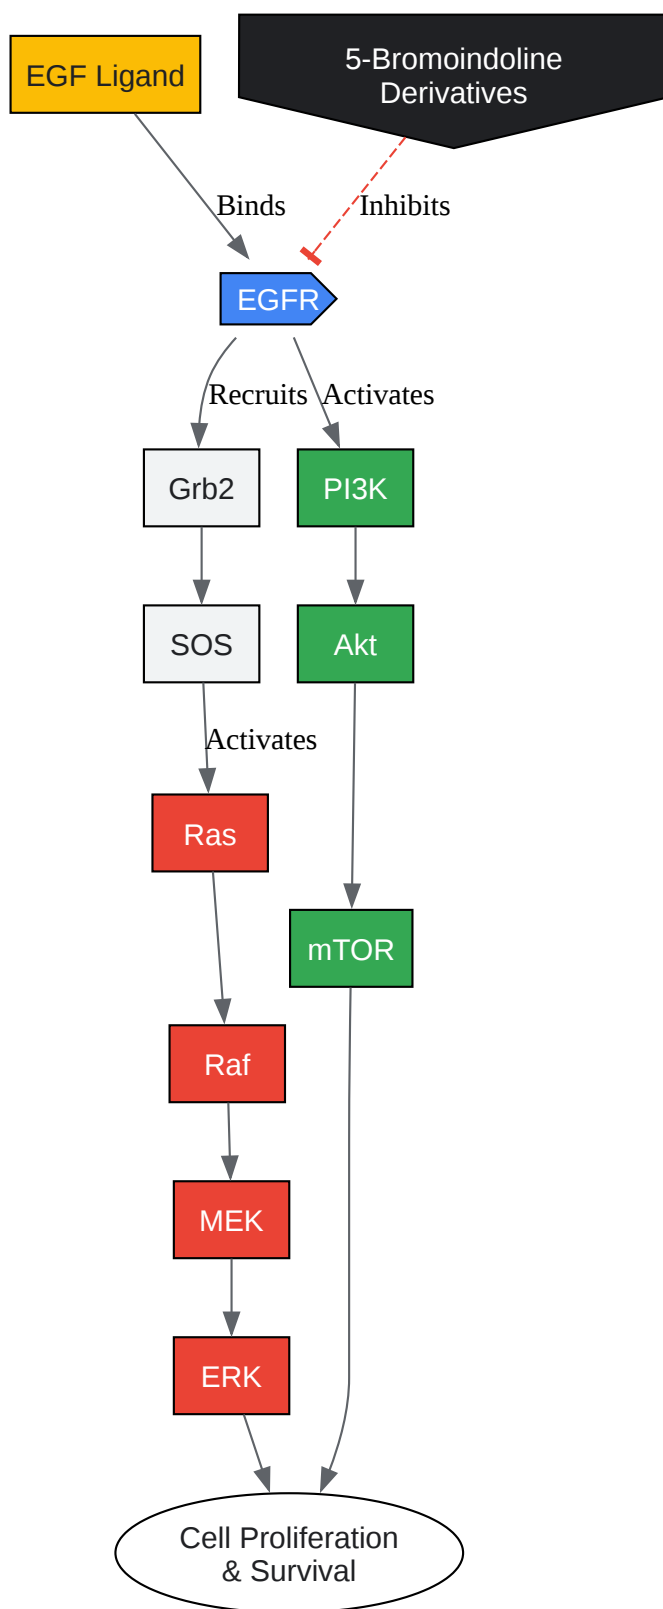 EGF Ligand
5-Bromoindoline
Derivatives
Binds
Inhibits
EGFR
Recruits
Activates
Grb2
PI3K
SOS
Akt
Activates
Ras
mTOR
Raf
MEK
ERK
Cell Proliferation
& Survival